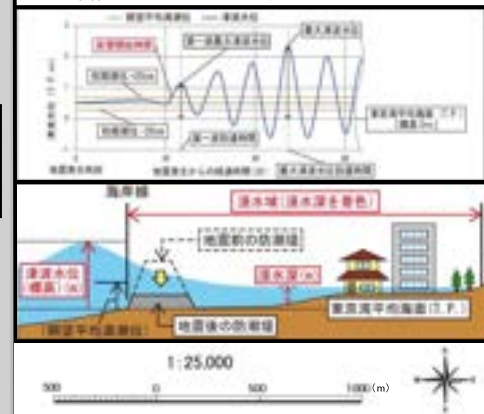 朔望平均満潮位
津波水位
影響開始時間
第一波最大津波水位
最大津波水位
初期潮位+20cm
初期潮位-20cm
第一波到達時間
最大津波到達時間
東京湾平均海面(T.P.)
標高0m
地震発生時刻
地震発生からの経過時間(分)
海岸線
浸水域(浸水深を着色)
地震前の防潮堤
津波水位
(標高)(m)
浸水深(m)
東京湾平均海面(T.P.)
(朔望平均満潮位)
地震後の防潮堤
1:25,000
500
0
500
1000(m)